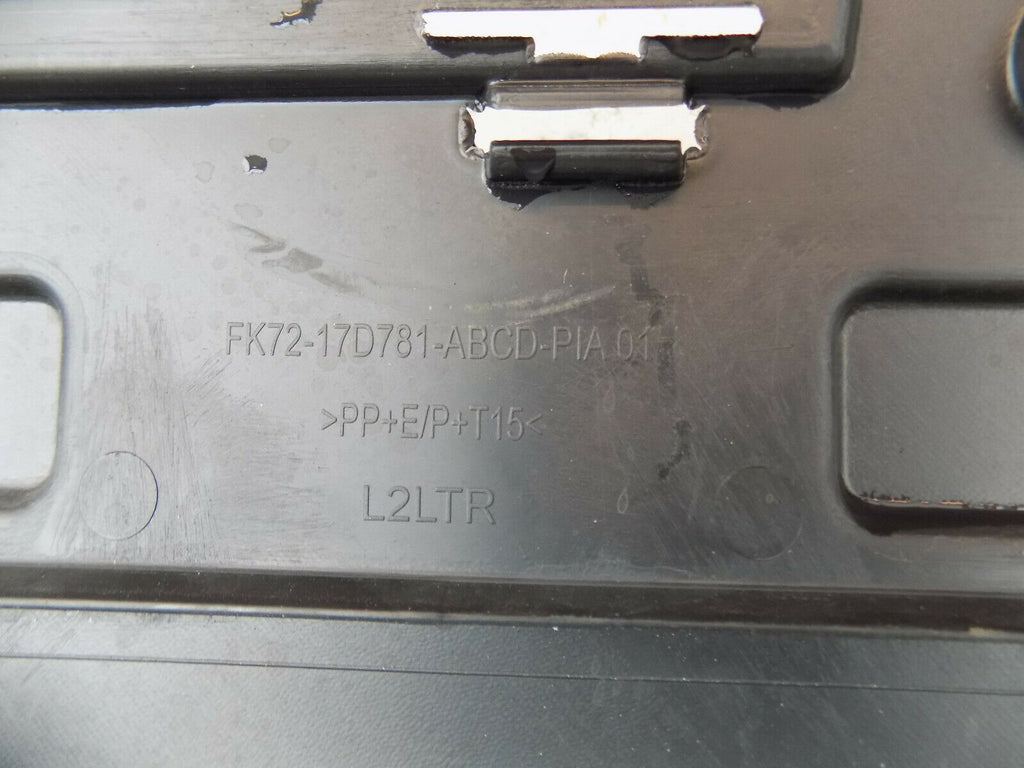 FK72-17D781-ABCD-PIA 01
>PP+E/P+T15<
L2LTR